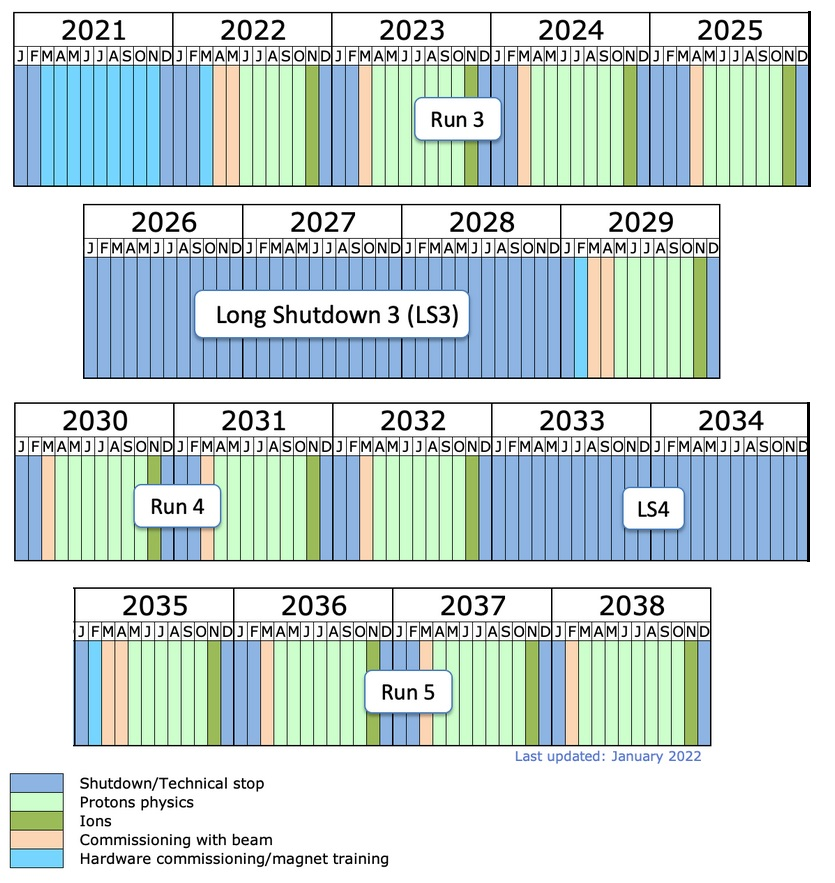 2021 2022 2023 2024 2025
J F M A M J J A S O N D J F M A M J J A S O N D J F M A M J J A S O N D J F M A M J J A S O N D J F M A M J J A S O N D
Run 3
2026 2027 2028 2029
J F M A M J J A S O N D J F M A M J J A S O N D J F M A M J J A S O N D J F M A M J J A S O N D
Long Shutdown 3 (LS3)
2030 2031 2032 2033 2034
J F M A M J J A S O N D J F M A M J J A S O N D J F M A M J J A S O N D J F M A M J J A S O N D J F M A M J J A S O N D
Run 4 LS4
2035 2036 2037 2038
J F M A M J J A S O N D J F M A M J J A S O N D J F M A M J J A S O N D J F M A M J J A S O N D
Run 5
Last updated: January 2022
Shutdown/Technical stop
Protons physics
Ions
Commissioning with beam
Hardware commissioning/magnet training